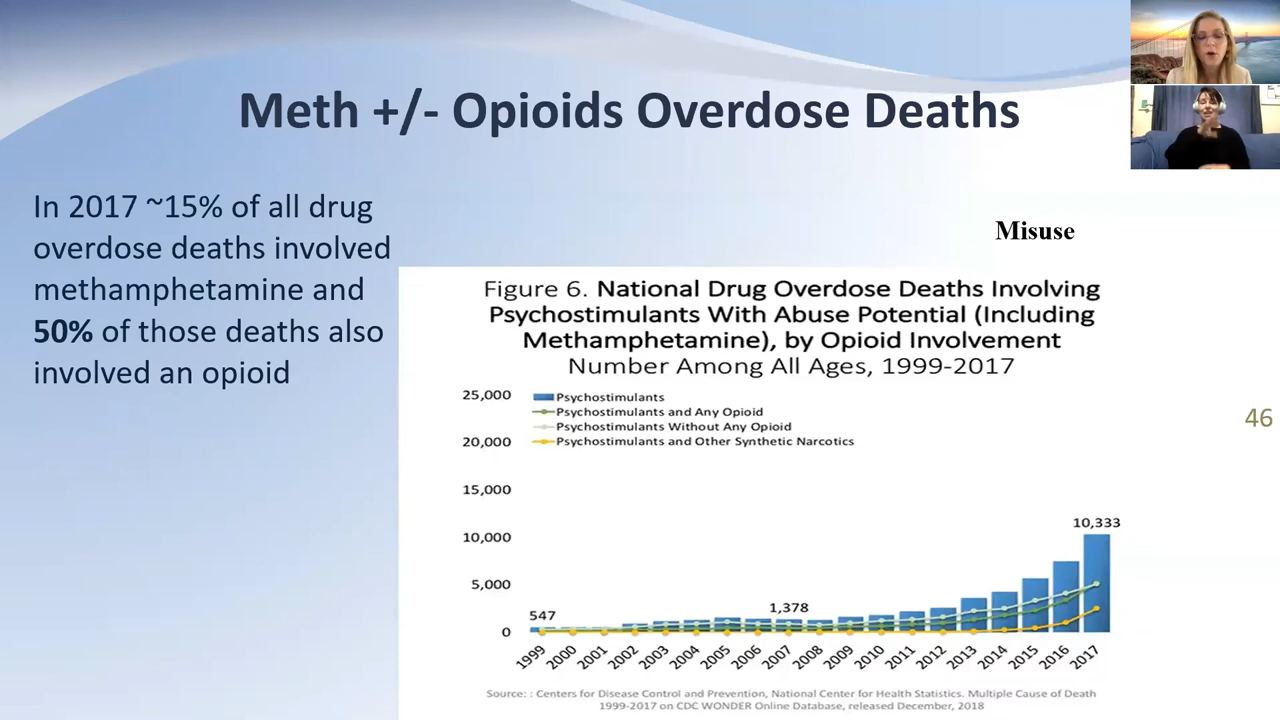 Meth +/- Opioids Overdose Deaths
In 2017 ~15% of all drug
overdose deaths involved
methamphetamine and
50% of those deaths also
involved an opioid
Misuse
Figure 6. National Drug Overdose Deaths Involving
Psychostimulants With Abuse Potential (Including
Methamphetamine), by Opioid Involvement
Number Among All Ages, 1999-2017
25,000
20,000
15,000
10,000
5,000
0
Psychostimulants
Psychostimulants and Any Opioid
Psychostimulants Without Any Opioid
Psychostimulants and Other Synthetic Narcotics
547
1,378
10,333
1999
2000
2001
2002
2003
2004
2005
2006
2007
2008
2009
2010
2011
2012
2013
2014
2015
2016
2017
Source: : Centers for Disease Control and Prevention, National Center for Health Statistics. Multiple Cause of Death
1999-2017 on CDC WONDER Online Database, released December, 2018
46